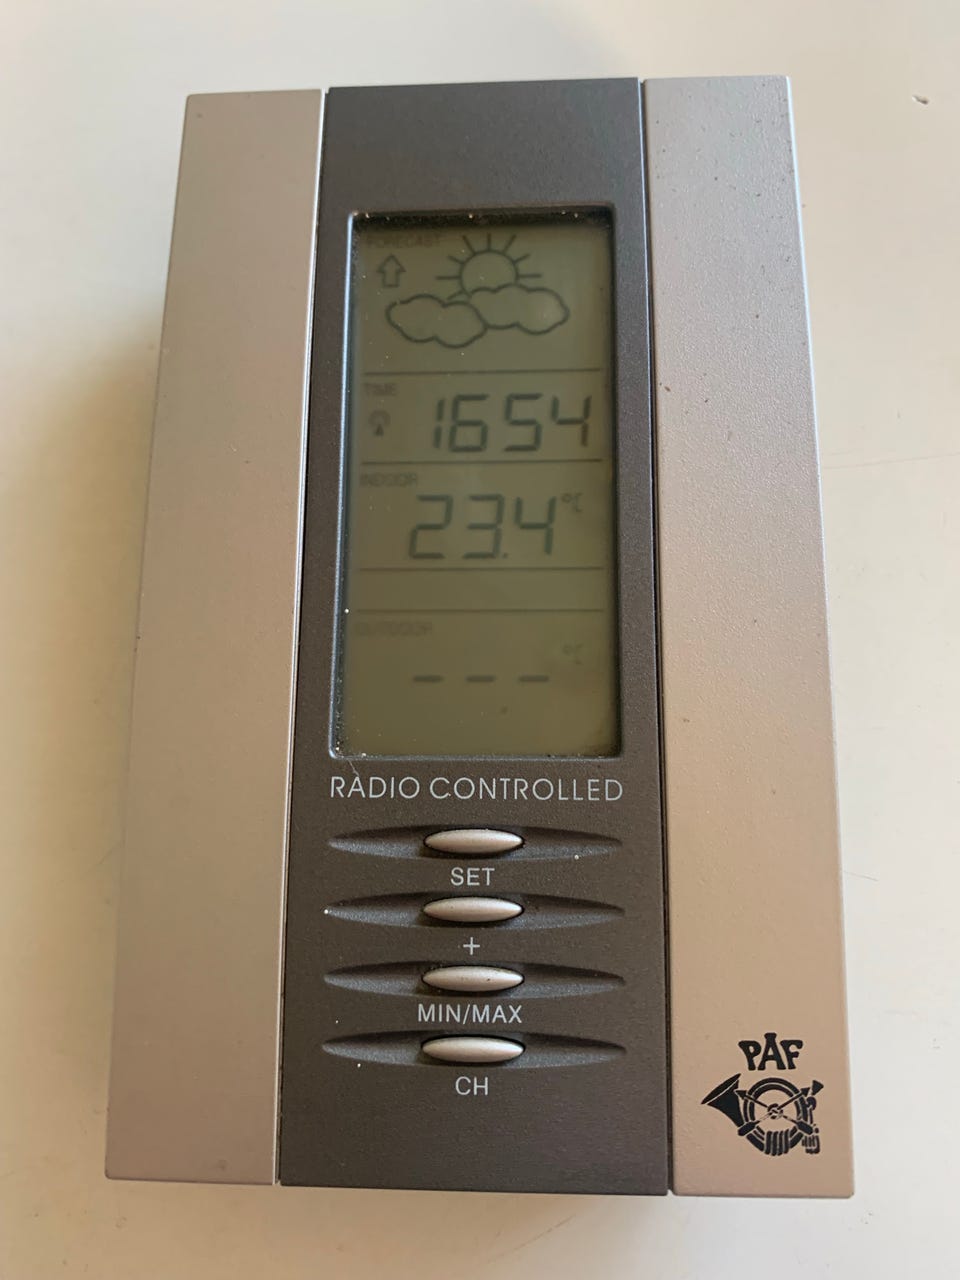 FORECAST
TIME
16 54
INDOOR
23.4 °C
OUTDOOR
°C
- - -
RADIO CONTROLLED
SET
+
MIN/MAX
CH
PAF